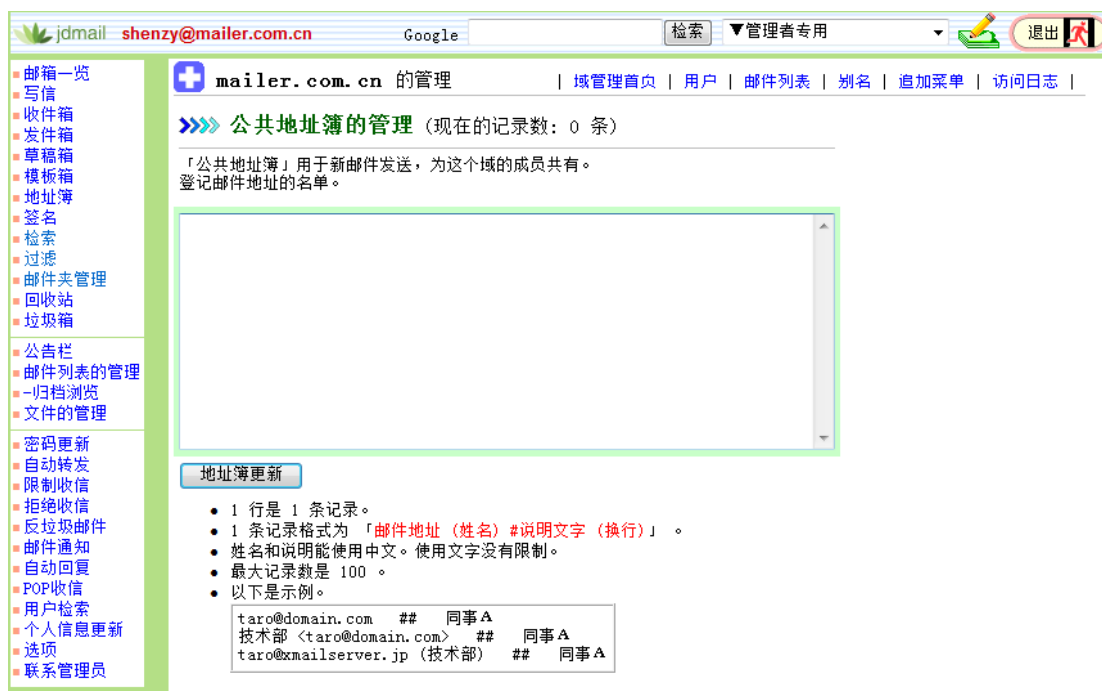 jdmail shenzy@mailer.com.cn Google 检索 ▼管理者专用 退出
邮箱一览
写信
收件箱
发件箱
草稿箱
模板箱
地址簿
签名
检索
过滤
邮件夹管理
回收站
垃圾箱
公告栏
邮件列表的管理
-归档浏览
文件的管理
密码更新
自动转发
限制收信
拒绝收信
反垃圾邮件
邮件通知
自动回复
POP收信
用户检索
个人信息更新
选项
联系管理员
mailer.com.cn 的管理 | 域管理首页 | 用户 | 邮件列表 | 别名 | 追加菜单 | 访问日志 |
公共地址簿的管理 (现在的记录数: 0 条)
「公共地址簿」用于新邮件发送，为这个域的成员共有。
登记邮件地址的名单。
地址簿更新
● 1 行是 1 条记录。
● 1 条记录格式为 「邮件地址 (姓名) #说明文字 (换行)」 。
● 姓名和说明能使用中文。使用文字没有限制。
● 最大记录数是 100 。
● 以下是示例。
taro@domain.com ## 同事A
技术部 <taro@domain.com> ## 同事A
taro@xmailserver.jp (技术部) ## 同事A